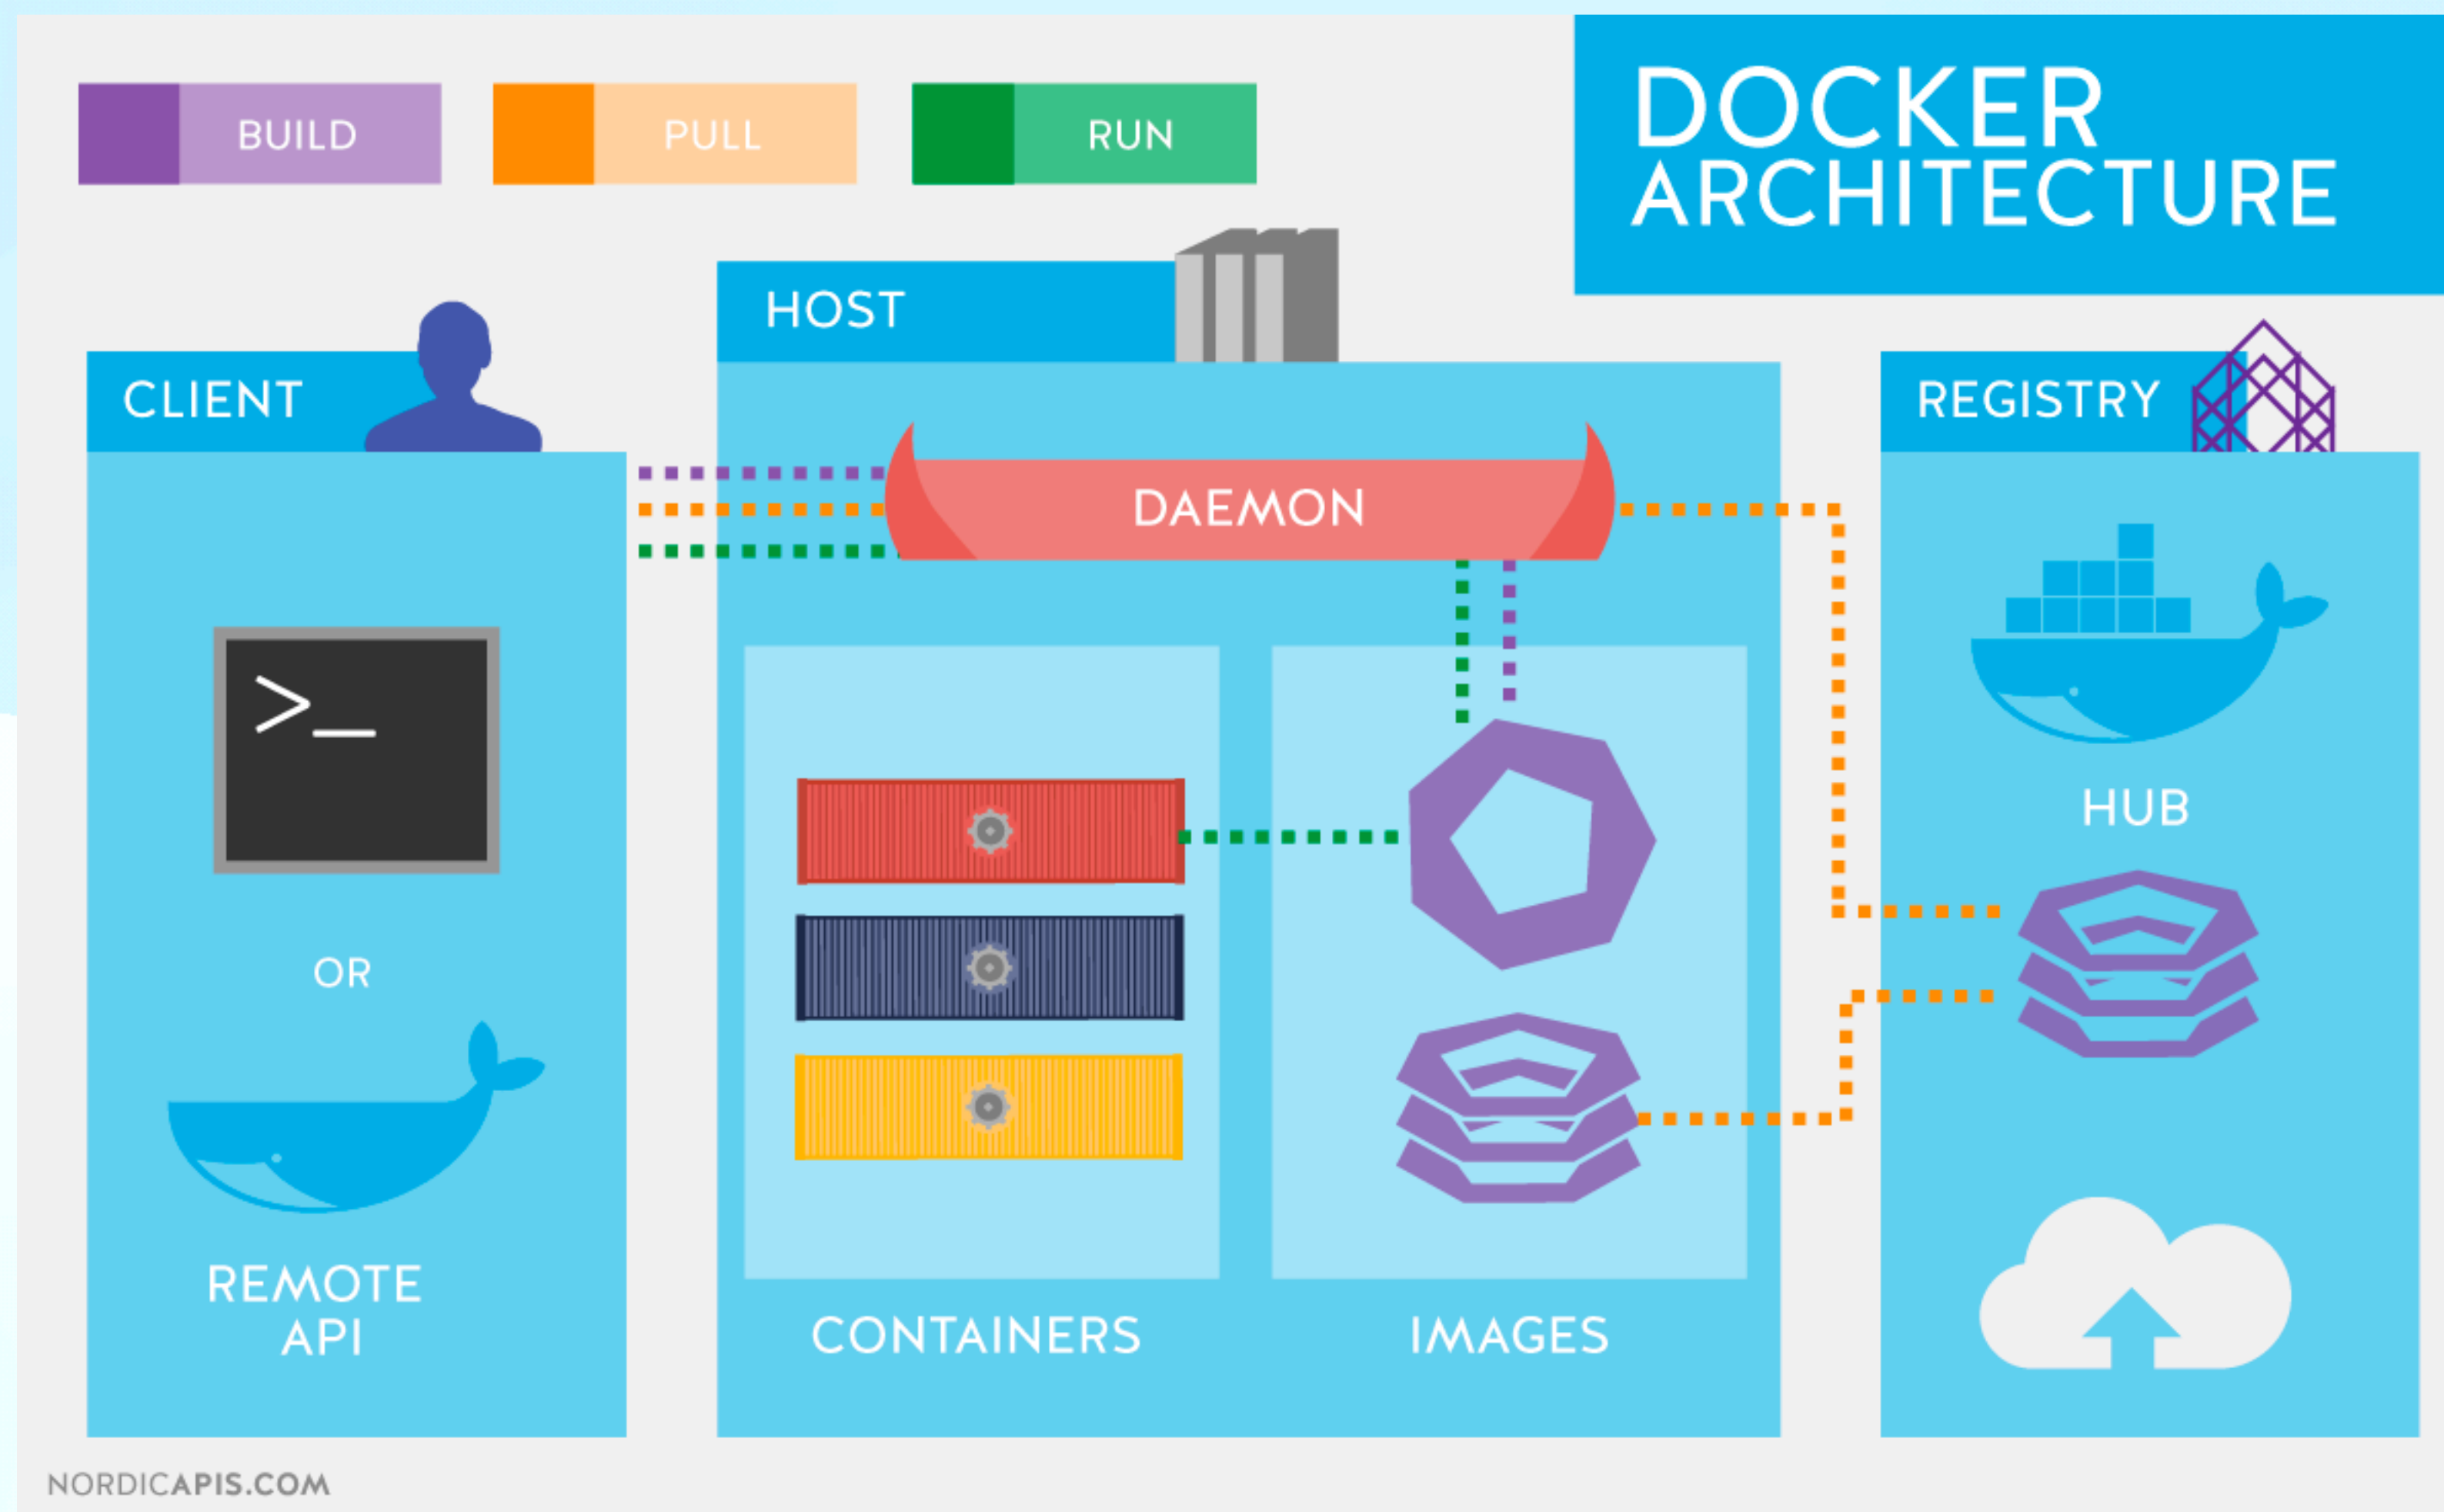 BUILD
PULL
RUN
DOCKER
ARCHITECTURE
HOST
CLIENT
REGISTRY
DAEMON
>_
HUB
OR
REMOTE
API
CONTAINERS
IMAGES
NORDICAPIS.COM